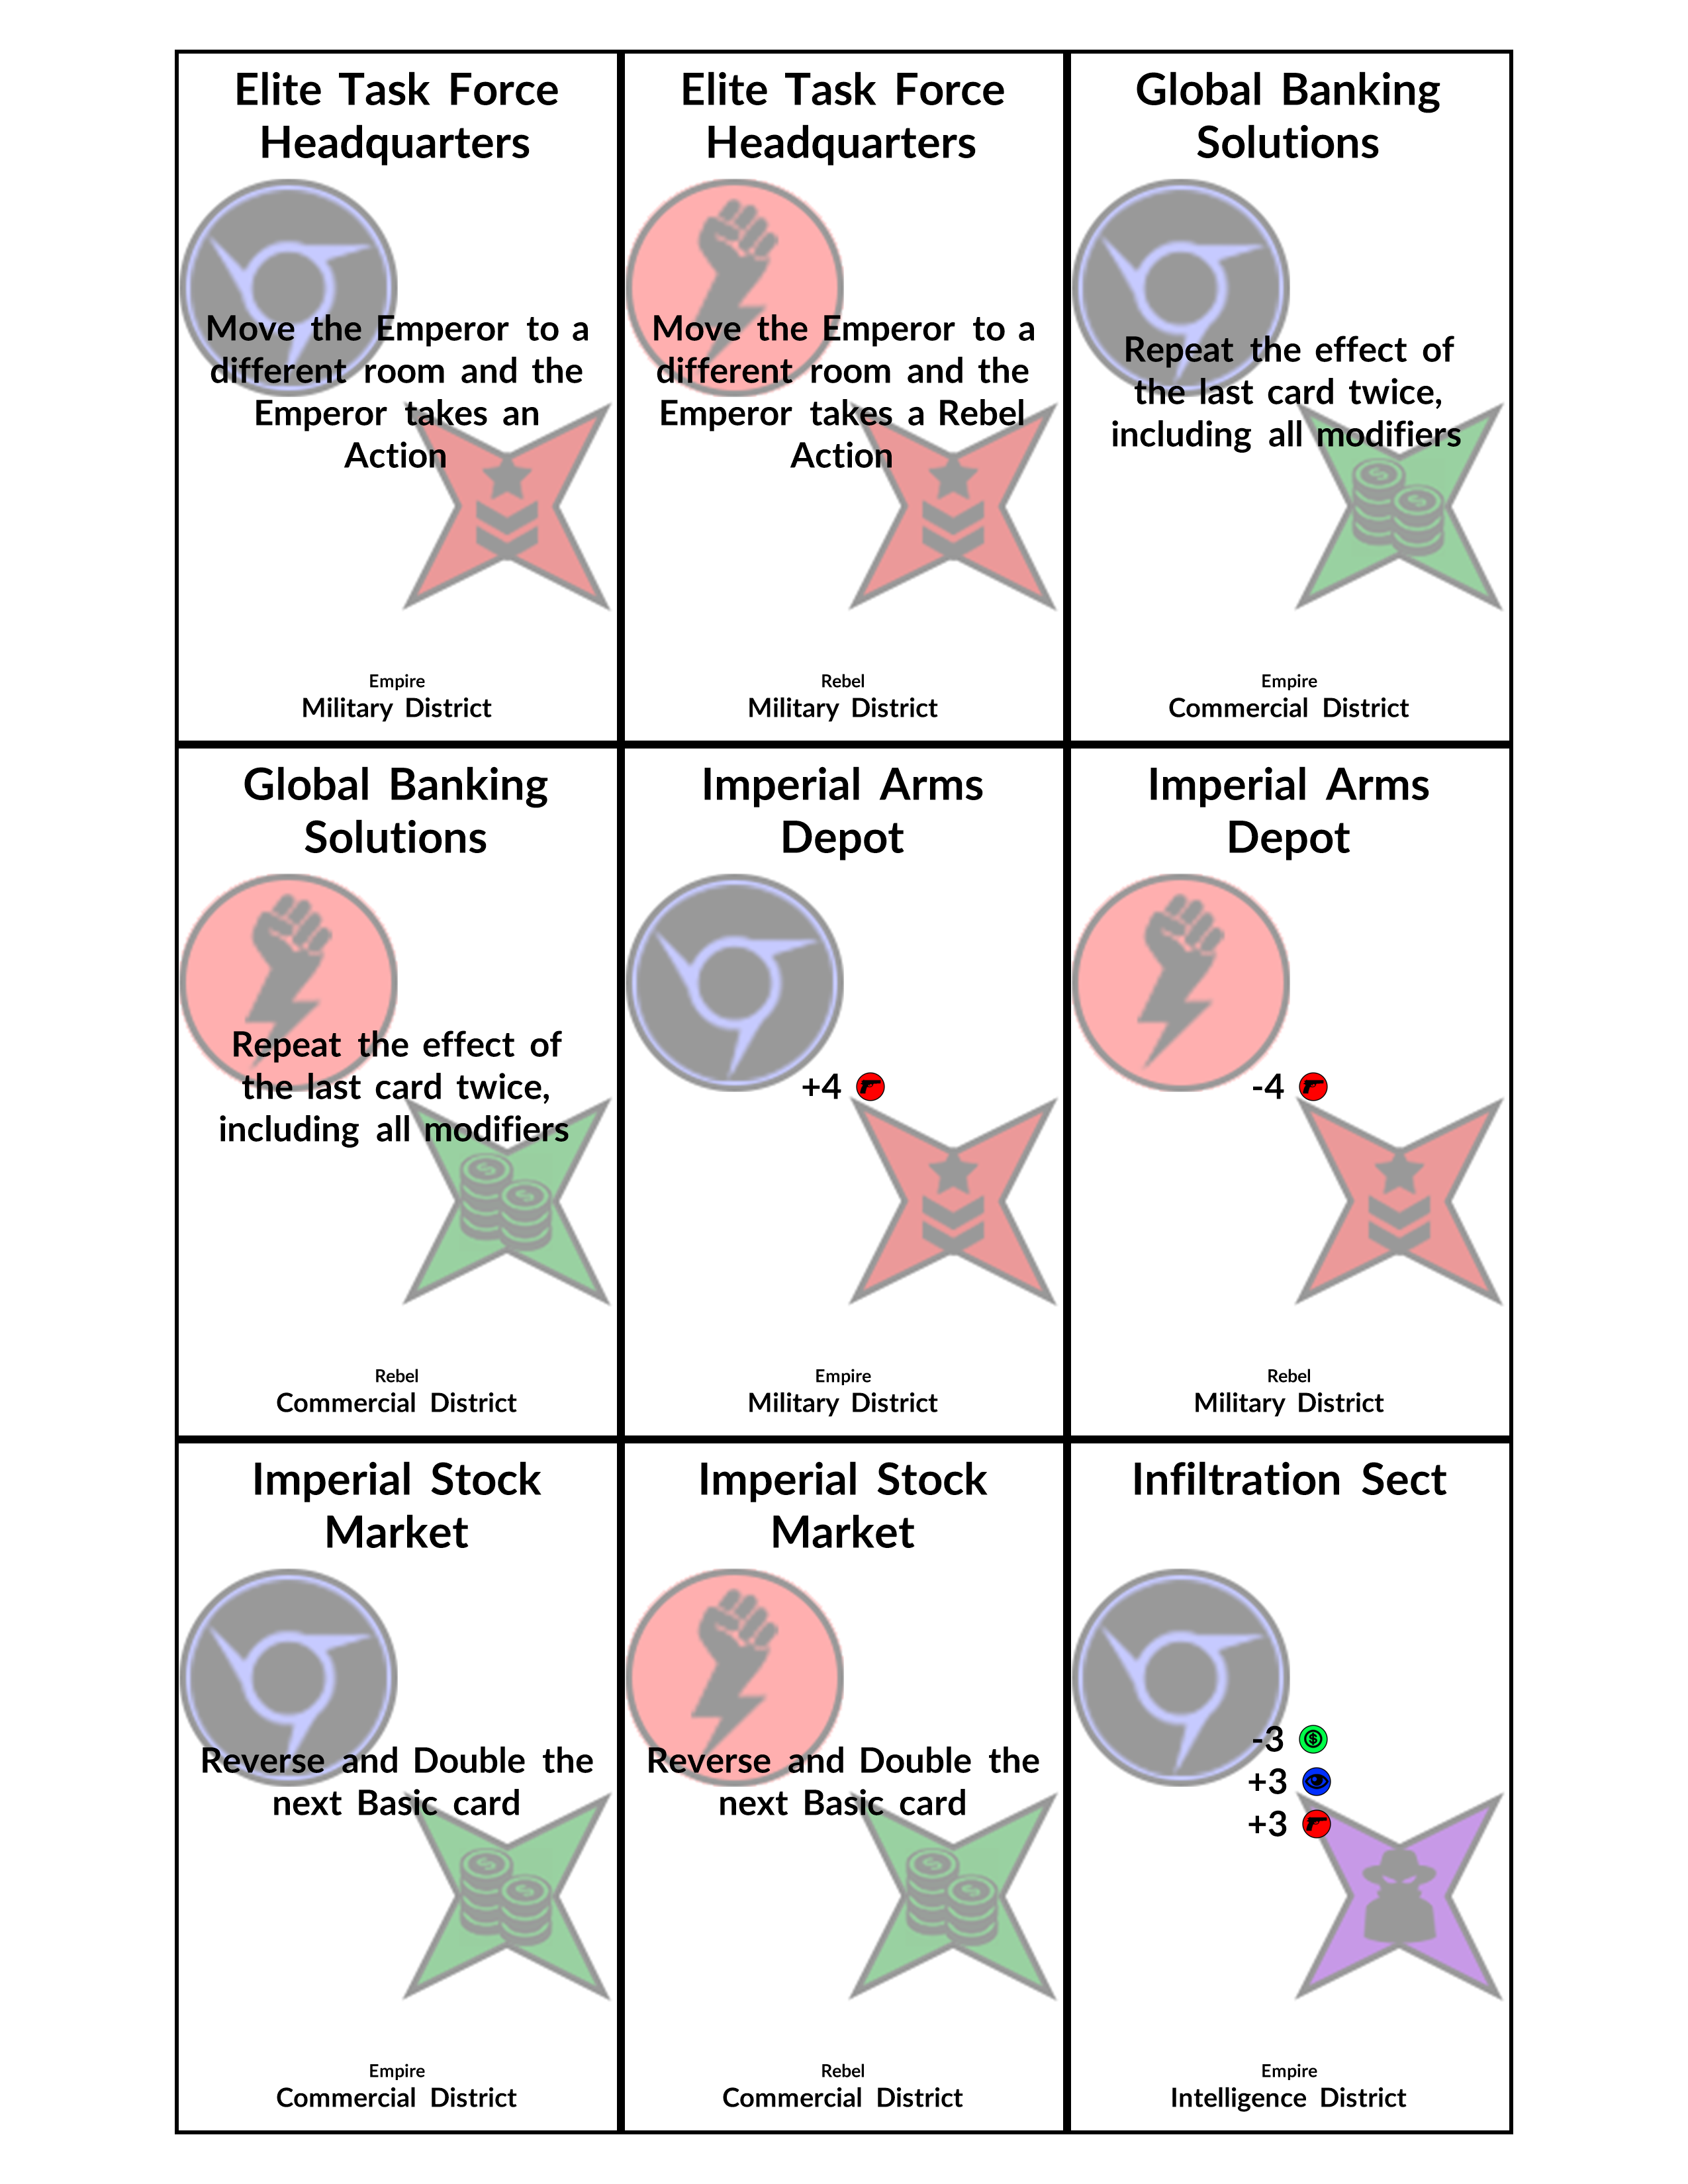 Elite Task Force
Headquarters
Move the Emperor to a
different room and the
Emperor takes an
Action
Empire
Military District
Elite Task Force
Headquarters
Move the Emperor to a
different room and the
Emperor takes a Rebel
Action
Rebel
Military District
Global Banking
Solutions
Repeat the effect of
the last card twice,
including all modifiers
Empire
Commercial District
Global Banking
Solutions
Repeat the effect of
the last card twice,
including all modifiers
Rebel
Commercial District
Imperial Arms
Depot
+4
Empire
Military District
Imperial Arms
Depot
-4
Rebel
Military District
Imperial Stock
Market
Reverse and Double the
next Basic card
Empire
Commercial District
Imperial Stock
Market
Reverse and Double the
next Basic card
Rebel
Commercial District
Infiltration Sect
-3
+3
+3
Empire
Intelligence District